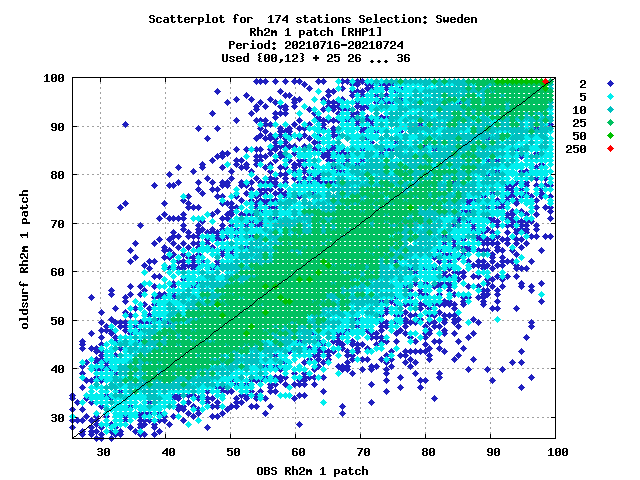 Scatterplot for  174 stations Selection: Sweden
Rh2m 1 patch [RHP1]
Period: 20210716-20210724
Used {00,12} + 25 26 ... 36
100
90
80
70
60
50
40
30
oldsurf Rh2m 1 patch
30 40 50 60 70 80 90 100
OBS Rh2m 1 patch
2
5
10
25
50
250